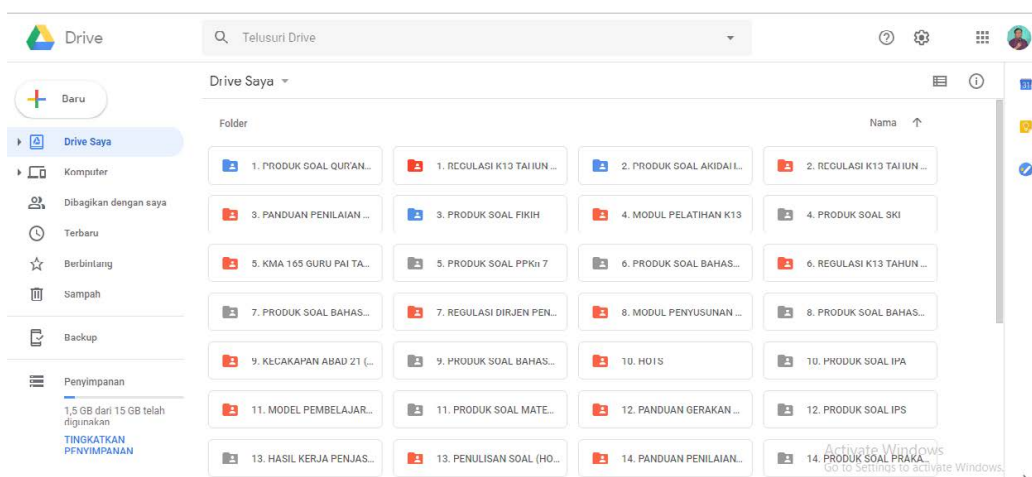 Drive
Telusuri Drive
Baru
Drive Saya
Komputer
Dibagikan dengan saya
Terbaru
Berbintang
Sampah
Backup
Penyimpanan
1,5 GB dari 15 GB telah
digunakan
TINGKATKAN
PENYIMPANAN
Drive Saya
Folder
Nama
1. PRODUK SOAL QUR'AN...
1. REGULASI K13 TAHUN ...
2. PRODUK SOAL AKIDAH...
2. REGULASI K13 TAHUN ...
3. PANDUAN PENILAIAN ...
3. PRODUK SOAL FIKIH
4. MODUL PELATIHAN K13
4. PRODUK SOAL SKI
5. KMA 165 GURU PAI TA...
5. PRODUK SOAL PPKn 7
6. PRODUK SOAL BAHAS...
6. REGULASI K13 TAHUN ...
7. PRODUK SOAL BAHAS...
7. REGULASI DIRJEN PEN...
8. MODUL PENYUSUNAN ...
8. PRODUK SOAL BAHAS...
9. KECAKAPAN ABAD 21 (...
9. PRODUK SOAL BAHAS...
10. HOTS
10. PRODUK SOAL IPA
11. MODEL PEMBELAJAR...
11. PRODUK SOAL MATE...
12. PANDUAN GERAKAN ...
12. PRODUK SOAL IPS
13. HASIL KERJA PENJAS...
13. PENULISAN SOAL (HO...
14. PANDUAN PENILAIAN...
14. PRODUK SOAL PRAKA...
Activate Windows
Go to Settings to activate Windows.
31